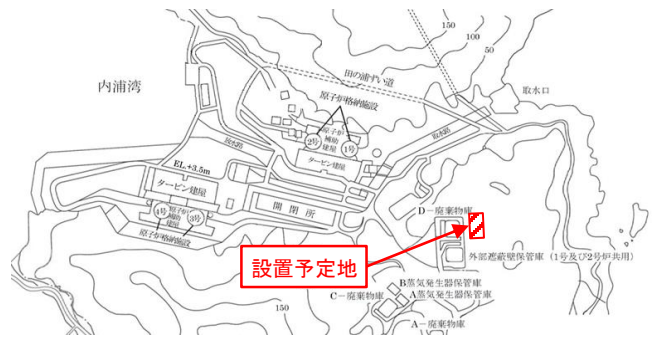 150
100
50
内浦湾
田の浦ずい道
取水口
原子炉格納施設
放水路
原子炉
補助
建屋
2号
1号
タービン建屋
放水路
EL.+3.5m
タービン建屋
開閉所
4号
原子炉
補助
建屋
3号
原子炉格納施設
D－廃棄物庫
設置予定地
外部遮蔽壁保管庫（1号及び2号炉共用）
B蒸気発生器保管庫
C－廃棄物庫
A蒸気発生器保管庫
150
A－廃棄物庫